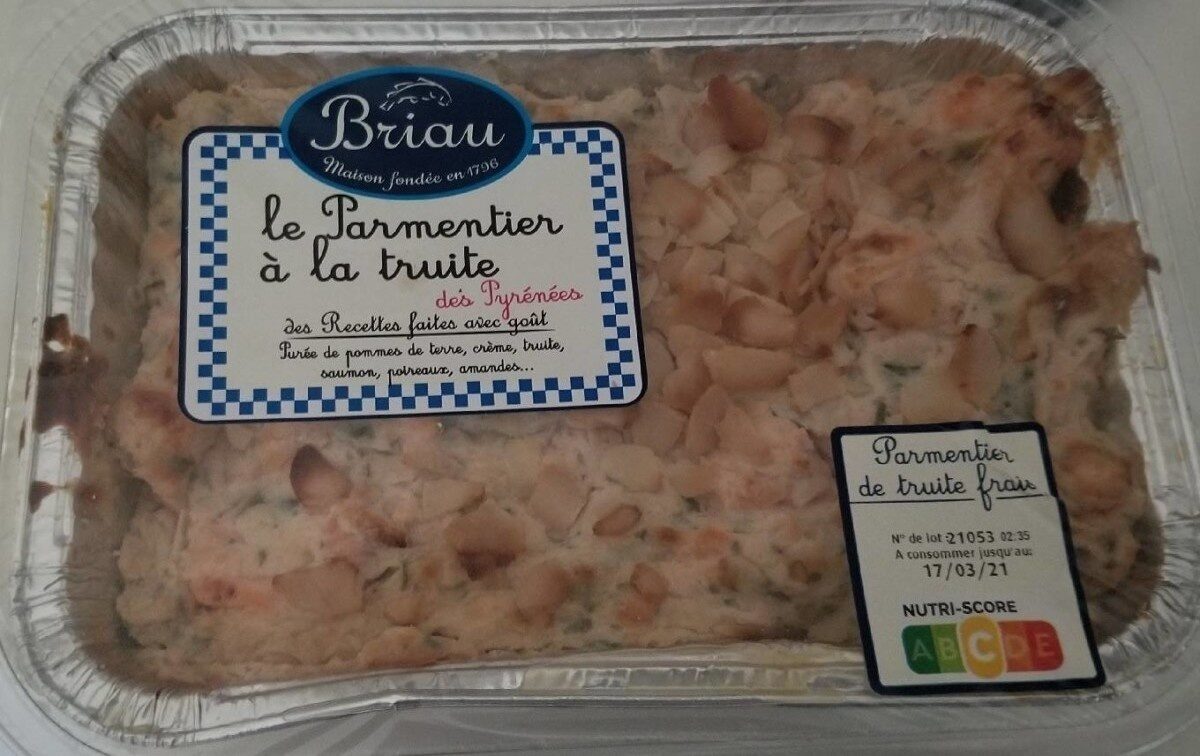 Briau
Maison fondée en 1796
le Parmentier
à la truite
des Pyrénées
des Recettes faites avec goût
Purée de pommes de terre, crème, truite,
saumon, poireaux, amandes...
Parmentier
de truite frais
N° de lot 21053 02:35
A consommer jusqu'au:
17/03/21
NUTRI-SCORE
ABCDE